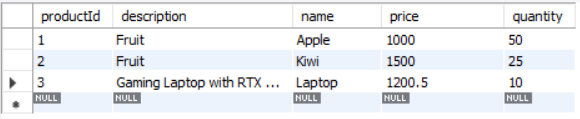 productId description name price quantity
1 Fruit Apple 1000 50
2 Fruit Kiwi 1500 25
3 Gaming Laptop with RTX ... Laptop 1200.5 10
NULL NULL NULL NULL NULL